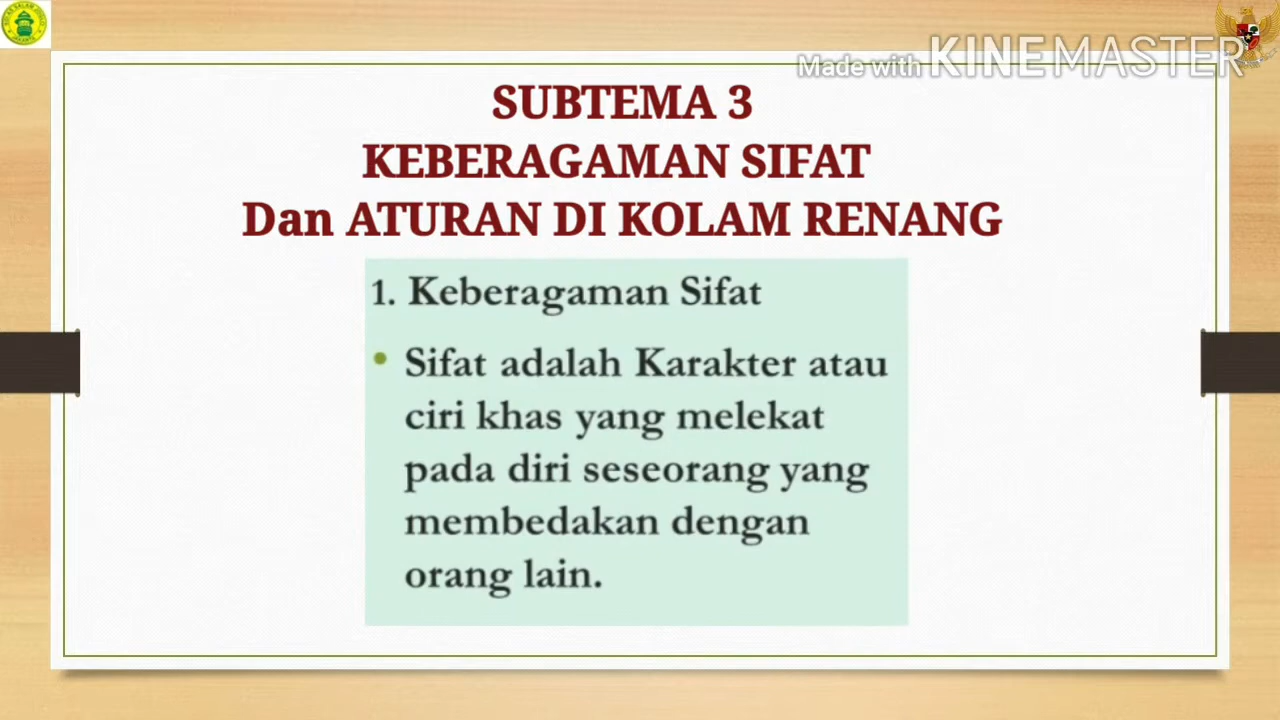 Made with KINEMASTER
SUBTEMA 3
KEBERAGAMAN SIFAT
Dan ATURAN DI KOLAM RENANG
1. Keberagaman Sifat
• Sifat adalah Karakter atau
ciri khas yang melekat
pada diri seseorang yang
membedakan dengan
orang lain.